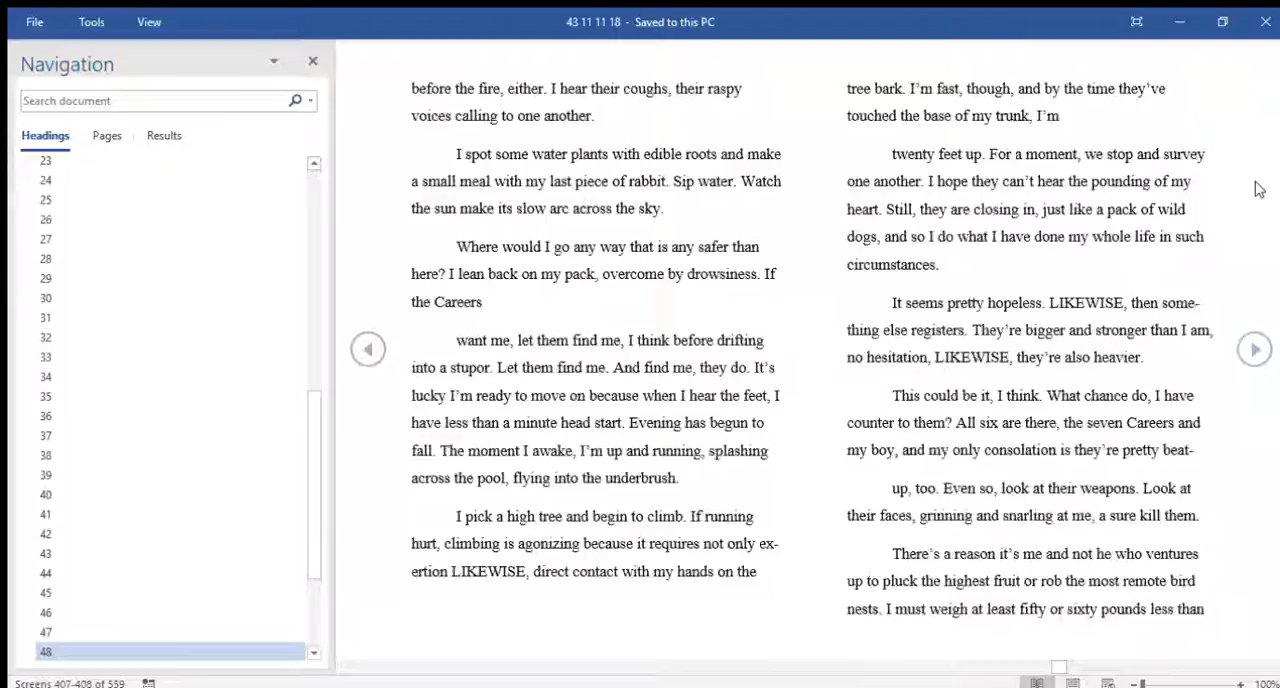 File Tools View 43 11 11 18 - Saved to this PC
Navigation
Search document
Headings Pages Results
23
24
25
26
27
28
29
30
31
32
33
34
35
36
37
38
39
40
41
42
43
44
45
46
47
48
before the fire, either. I hear their coughs, their raspy
voices calling to one another.
I spot some water plants with edible roots and make
a small meal with my last piece of rabbit. Sip water. Watch
the sun make its slow arc across the sky.
Where would I go any way that is any safer than
here? I lean back on my pack, overcome by drowsiness. If
the Careers
want me, let them find me, I think before drifting
into a stupor. Let them find me. And find me, they do. It's
lucky I'm ready to move on because when I hear the feet, I
have less than a minute head start. Evening has begun to
fall. The moment I awake, I'm up and running, splashing
across the pool, flying into the underbrush.
I pick a high tree and begin to climb. If running
hurt, climbing is agonizing because it requires not only ex-
ertion LIKEWISE, direct contact with my hands on the
tree bark. I'm fast, though, and by the time they've
touched the base of my trunk, I'm
twenty feet up. For a moment, we stop and survey
one another. I hope they can't hear the pounding of my
heart. Still, they are closing in, just like a pack of wild
dogs, and so I do what I have done my whole life in such
circumstances.
It seems pretty hopeless. LIKEWISE, then some-
thing else registers. They're bigger and stronger than I am,
no hesitation, LIKEWISE, they're also heavier.
This could be it, I think. What chance do, I have
counter to them? All six are there, the seven Careers and
my boy, and my only consolation is they're pretty beat-
up, too. Even so, look at their weapons. Look at
their faces, grinning and snarling at me, a sure kill them.
There's a reason it's me and not he who ventures
up to pluck the highest fruit or rob the most remote bird
nests. I must weigh at least fifty or sixty pounds less than
Screens 407-408 of 559
100%